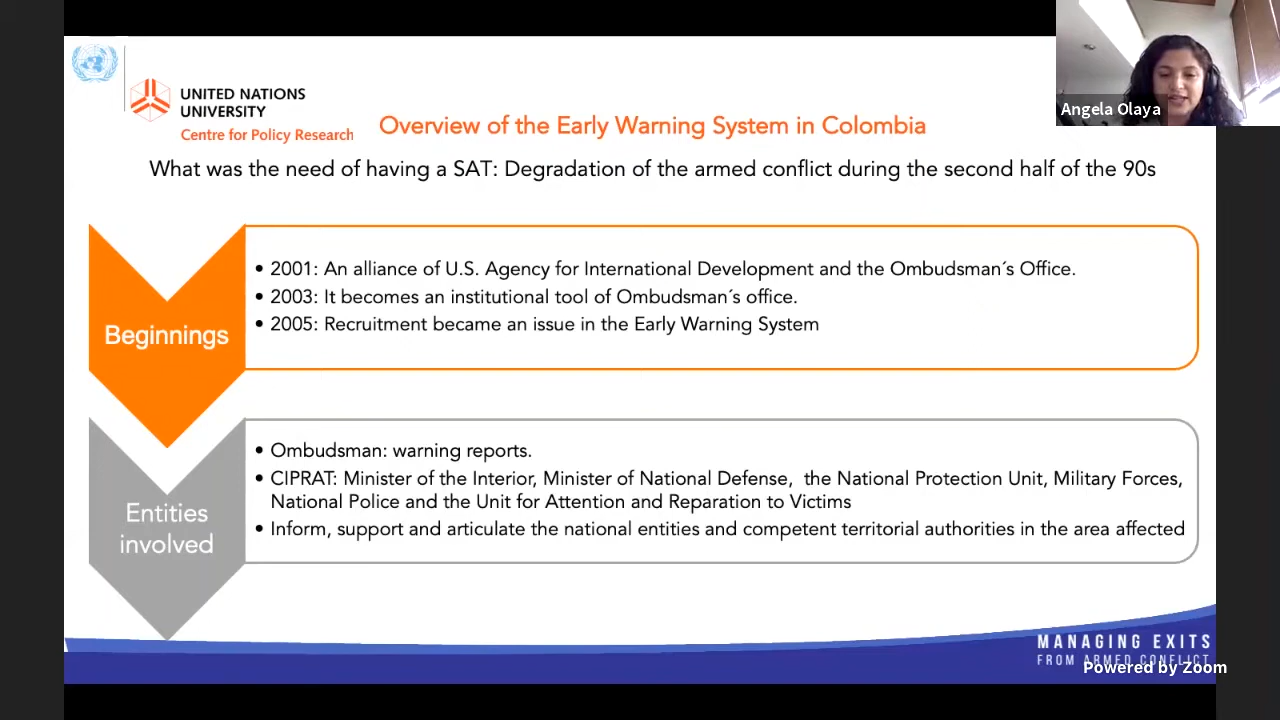 UNITED NATIONS
UNIVERSITY
Centre for Policy Research
Angela Olaya
Overview of the Early Warning System in Colombia
What was the need of having a SAT: Degradation of the armed conflict during the second half of the 90s
Beginnings
• 2001: An alliance of U.S. Agency for International Development and the Ombudsman´s Office.
• 2003: It becomes an institutional tool of Ombudsman´s office.
• 2005: Recruitment became an issue in the Early Warning System
Entities
involved
• Ombudsman: warning reports.
• CIPRAT: Minister of the Interior, Minister of National Defense, the National Protection Unit, Military Forces,
National Police and the Unit for Attention and Reparation to Victims
• Inform, support and articulate the national entities and competent territorial authorities in the area affected
MANAGING EXITS
FROM ARMED CONFLICT
Powered by Zoom